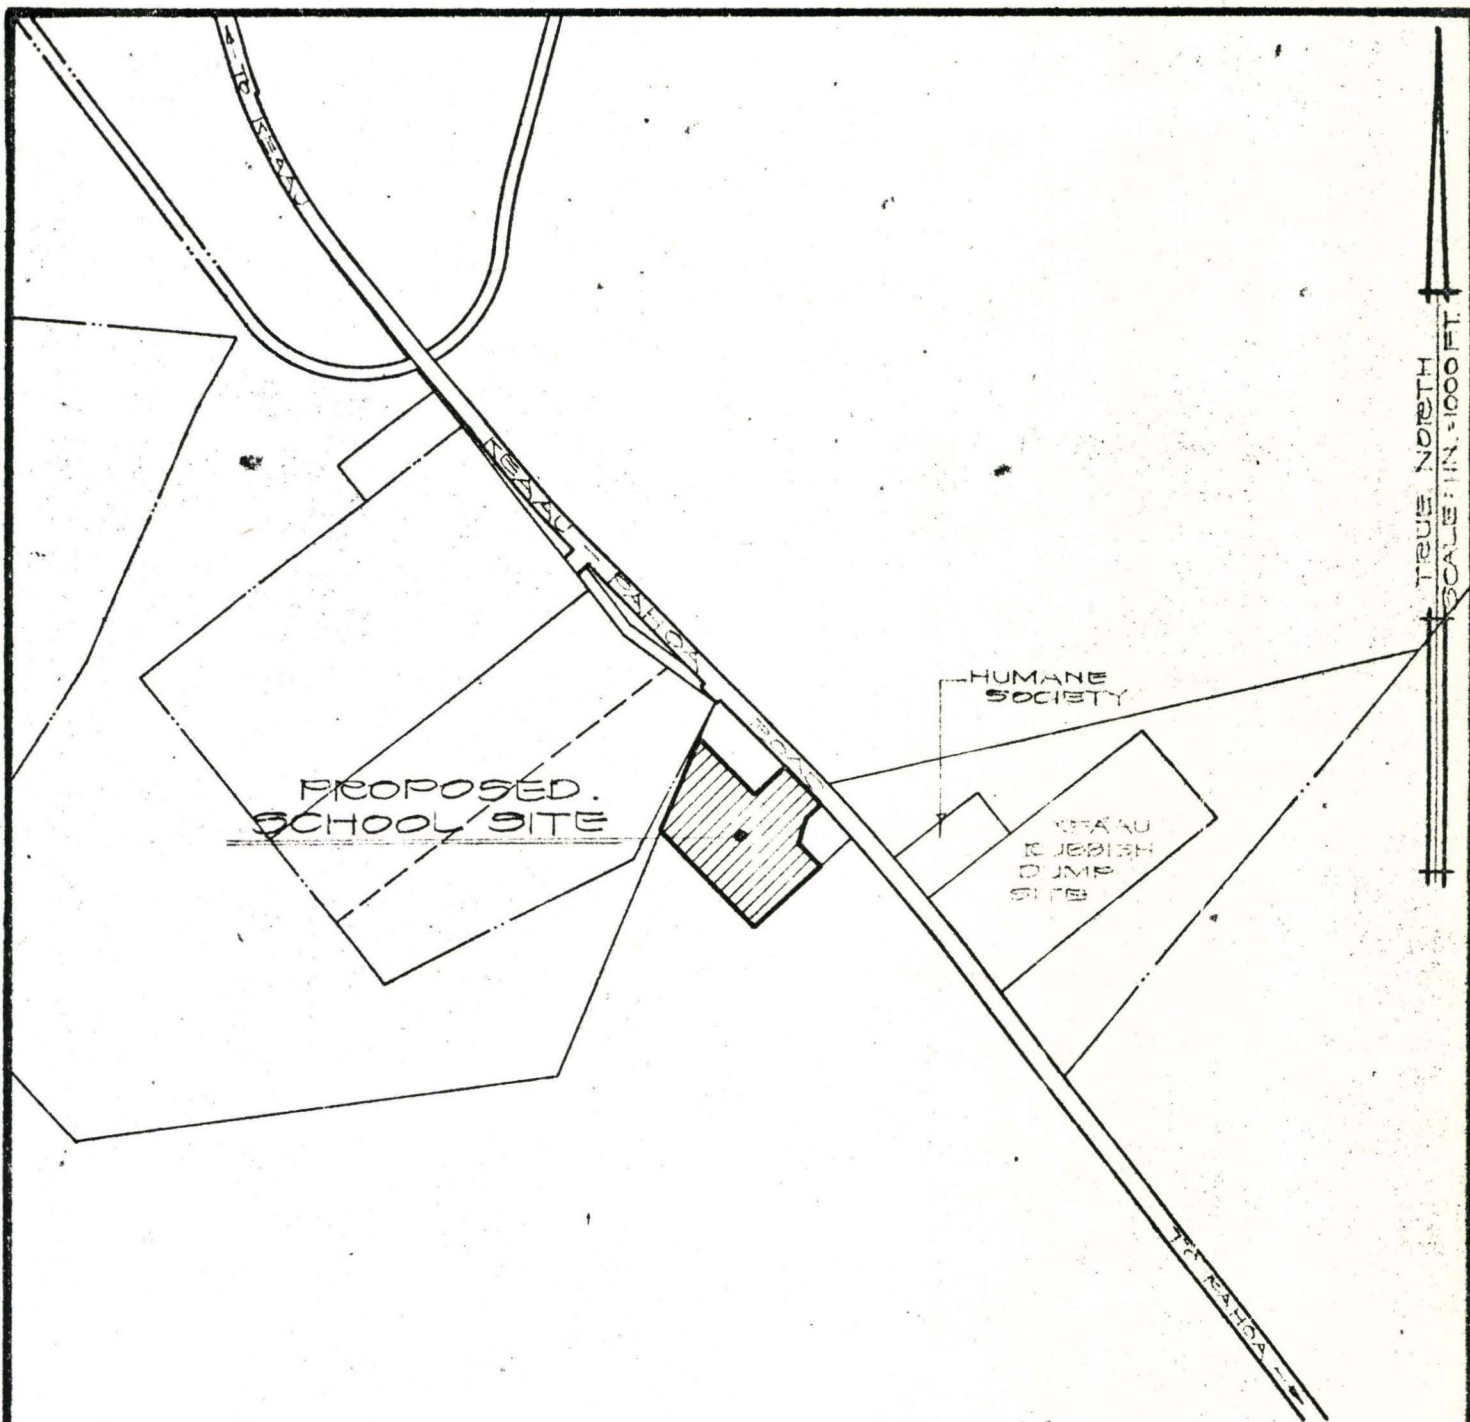 TO KEAAU
KEAAU - PAHOA ROAD
TRUE NORTH
SCALE: 1 IN. = 1000 FT.
HUMANE
SOCIETY
PROPOSED.
SCHOOL SITE
KEAAU
RUBBISH
DUMP
SITE
TO PAHOA